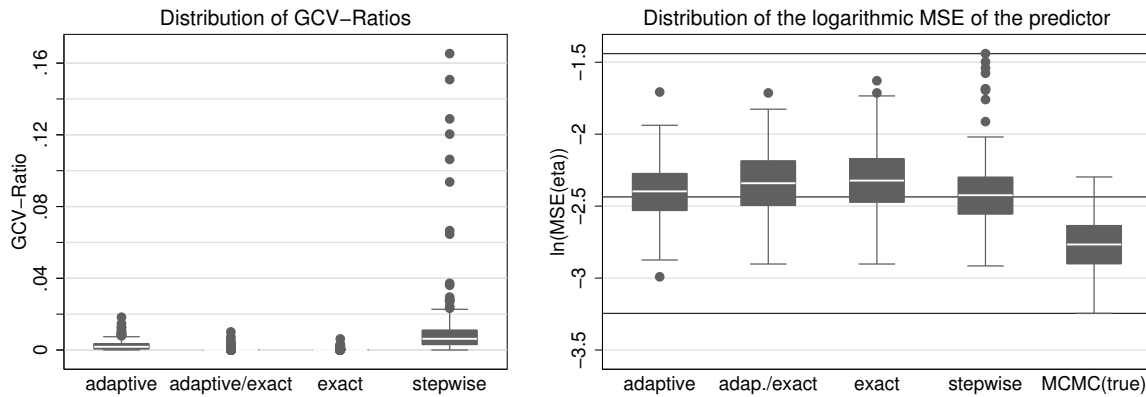 Distribution of GCV−Ratios
GCV−Ratio
.16
.12
.08
.04
0
adaptive adaptive/exact exact stepwise
Distribution of the logarithmic MSE of the predictor
ln(MSE(eta))
−1.5
−2
−2.5
−3
−3.5
adaptive adap./exact exact stepwise MCMC(true)